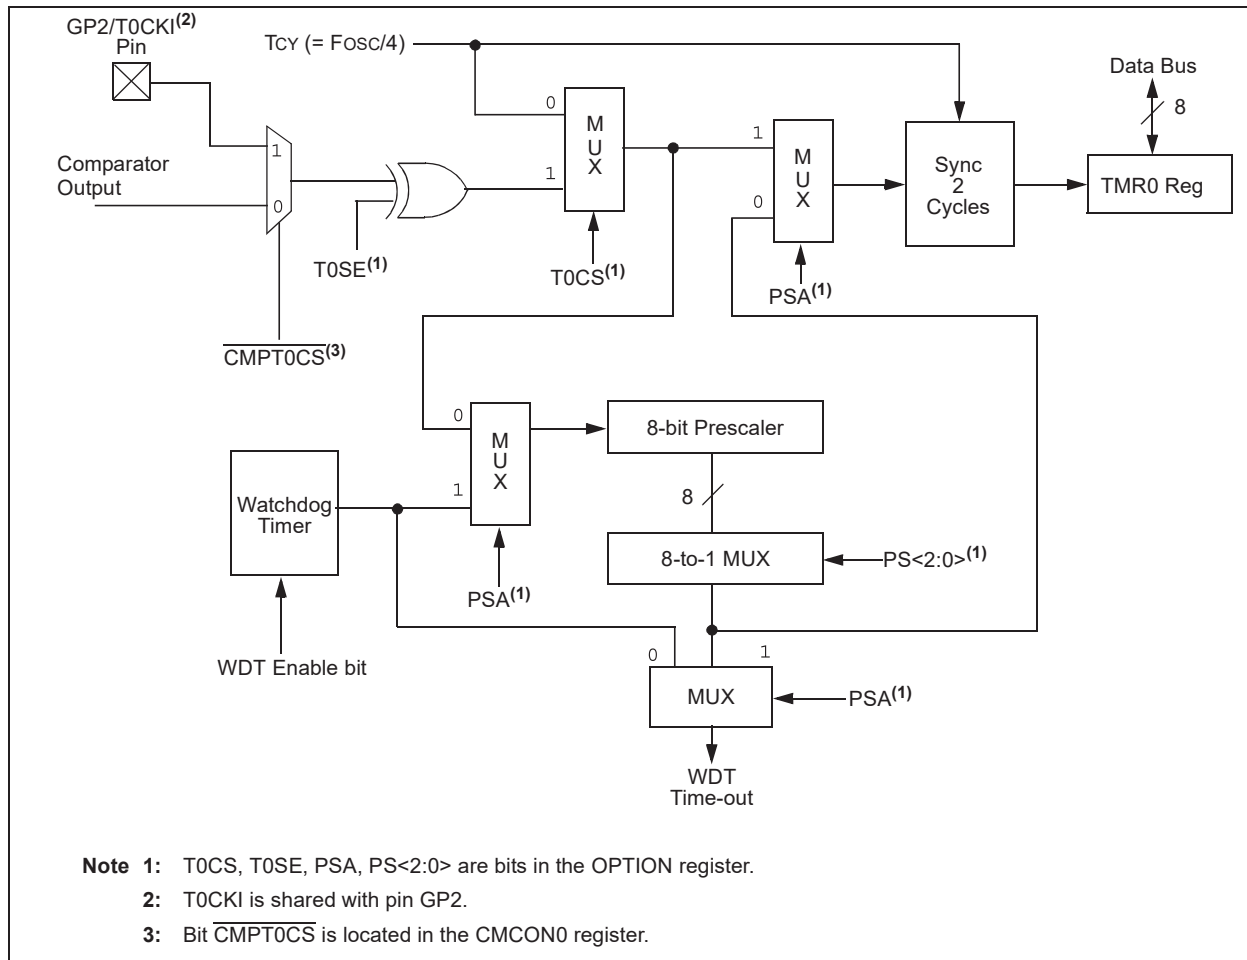 GP2/T0CKI(2)
Pin
TCY (= FOSC/4)
Data Bus
8
0
M
U
X
1
T0CS(1)
1
M
U
X
0
PSA(1)
Sync
2
Cycles
TMR0 Reg
Comparator
Output
1
0
T0SE(1)
CMPT0CS(3)
0
M
U
X
1
PSA(1)
8-bit Prescaler
8
8-to-1 MUX
PS<2:0>(1)
Watchdog
Timer
WDT Enable bit
0
1
MUX
PSA(1)
WDT
Time-out
Note 1: T0CS, T0SE, PSA, PS<2:0> are bits in the OPTION register.
2: T0CKI is shared with pin GP2.
3: Bit CMPT0CS is located in the CMCON0 register.